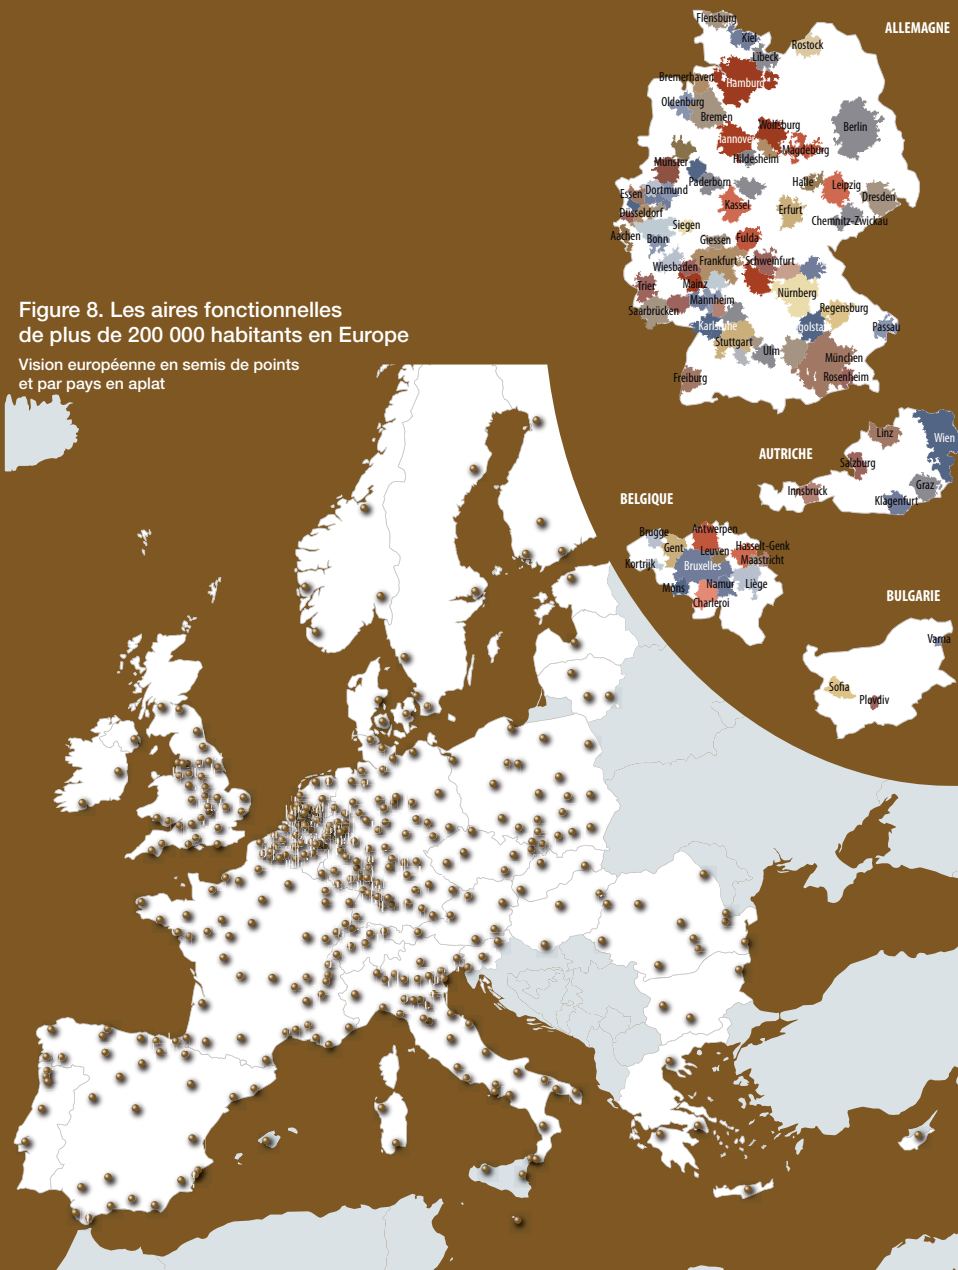 Figure 8. Les aires fonctionnelles
de plus de 200 000 habitants en Europe
Vision européenne en semis de points
et par pays en aplat
ALLEMAGNE
Flensburg
Kiel
Rostock
Lübeck
Bremerhaven
Hamburg
Oldenburg
Bremen
Wolfsburg
Berlin
Hannover
Magdeburg
Hildesheim
Münster
Paderborn
Halle
Leipzig
Essen
Dortmund
Dresden
Kassel
Erfurt
Düsseldorf
Chemnitz-Zwickau
Siegen
Aachen
Bonn
Giessen
Fulda
Wiesbaden
Frankfurt
Schweinfurt
Trier
Mainz
Nürnberg
Mannheim
Saarbrücken
Regensburg
Karlsruhe
Ingolstadt
Passau
Stuttgart
Ulm
München
Freiburg
Rosenheim
AUTRICHE
Linz
Wien
Salzburg
Graz
Innsbruck
Klagenfurt
BELGIQUE
Brugge
Antwerpen
Gent
Leuven
Hasselt-Genk
Maastricht
Kortrijk
Bruxelles
Mons
Namur
Liège
Charleroi
BULGARIE
Varna
Sofia
Plovdiv